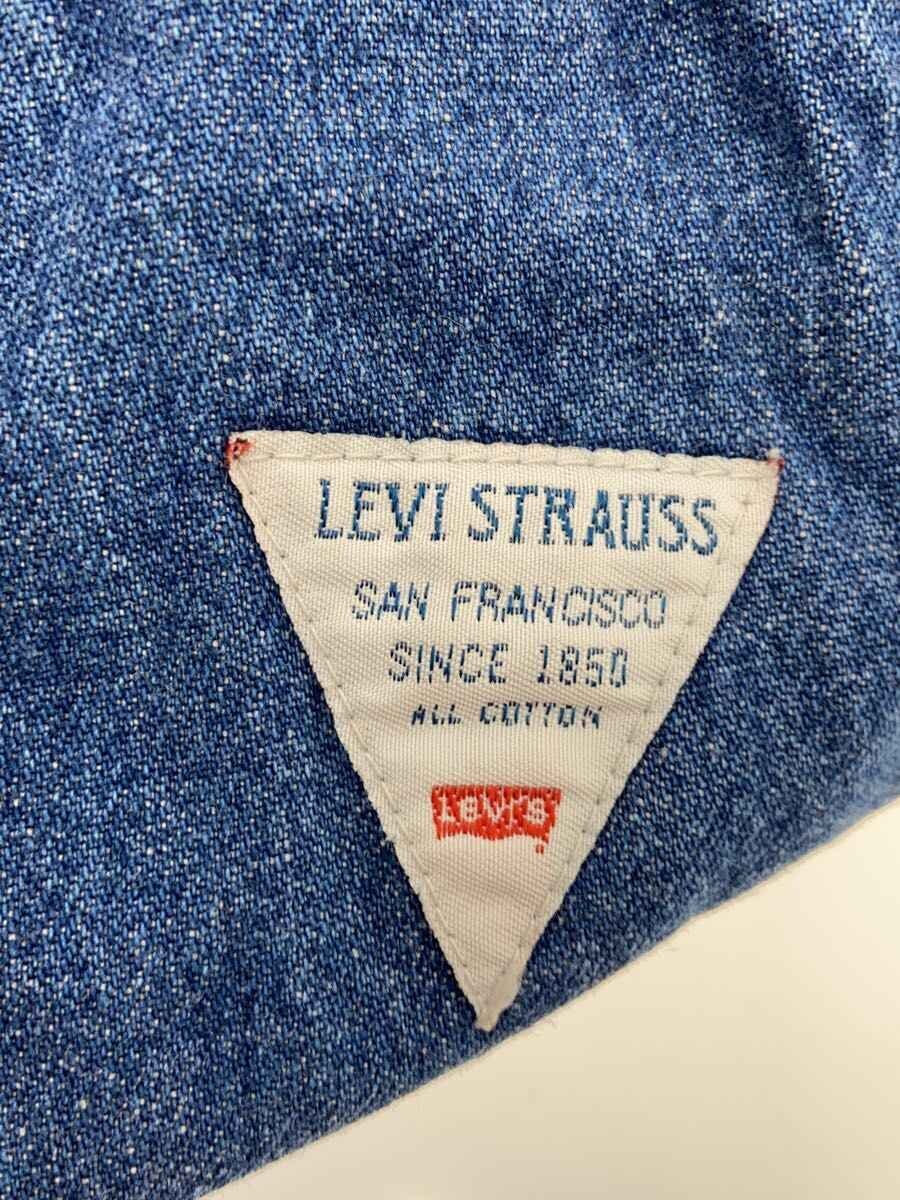 LEVI STRAUSS
SAN FRANCISCO
SINCE 1850
ALL COTTON
Levi's